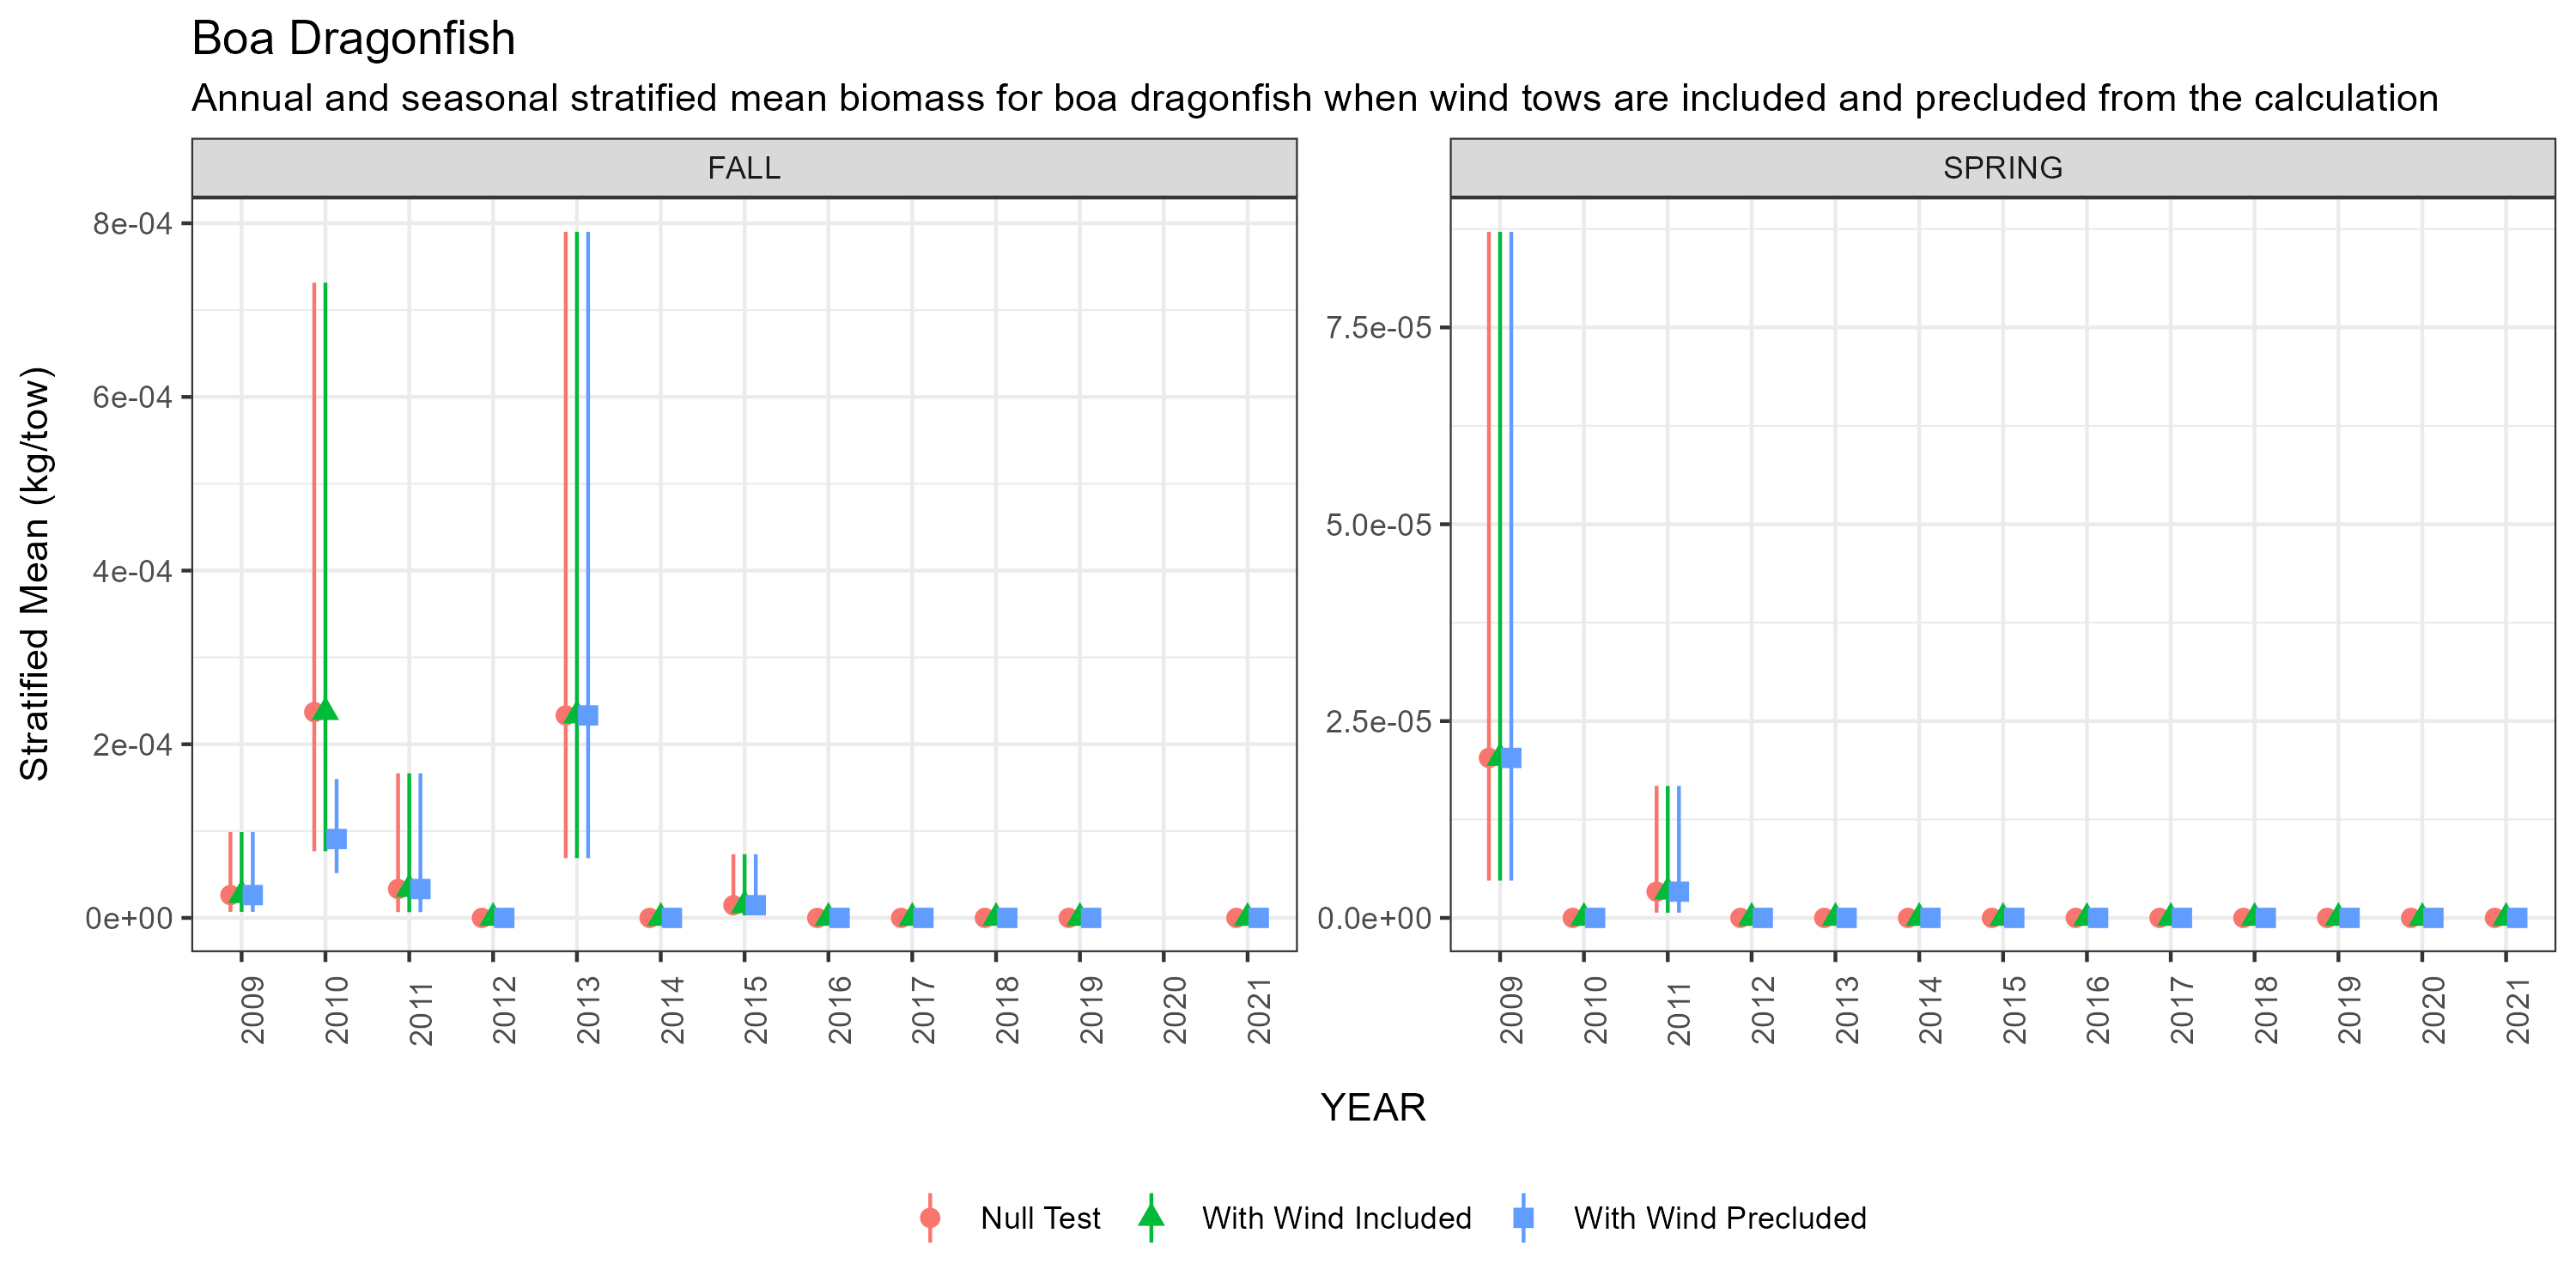 Boa Dragonfish
Annual and seasonal stratified mean biomass for boa dragonfish when wind tows are included and precluded from the calculation
FALL
SPRING
Stratified Mean (kg/tow)
8e-04
6e-04
4e-04
2e-04
0e+00
7.5e-05
5.0e-05
2.5e-05
0.0e+00
2009 2010 2011 2012 2013 2014 2015 2016 2017 2018 2019 2020 2021
2009 2010 2011 2012 2013 2014 2015 2016 2017 2018 2019 2020 2021
YEAR
Null Test With Wind Included With Wind Precluded